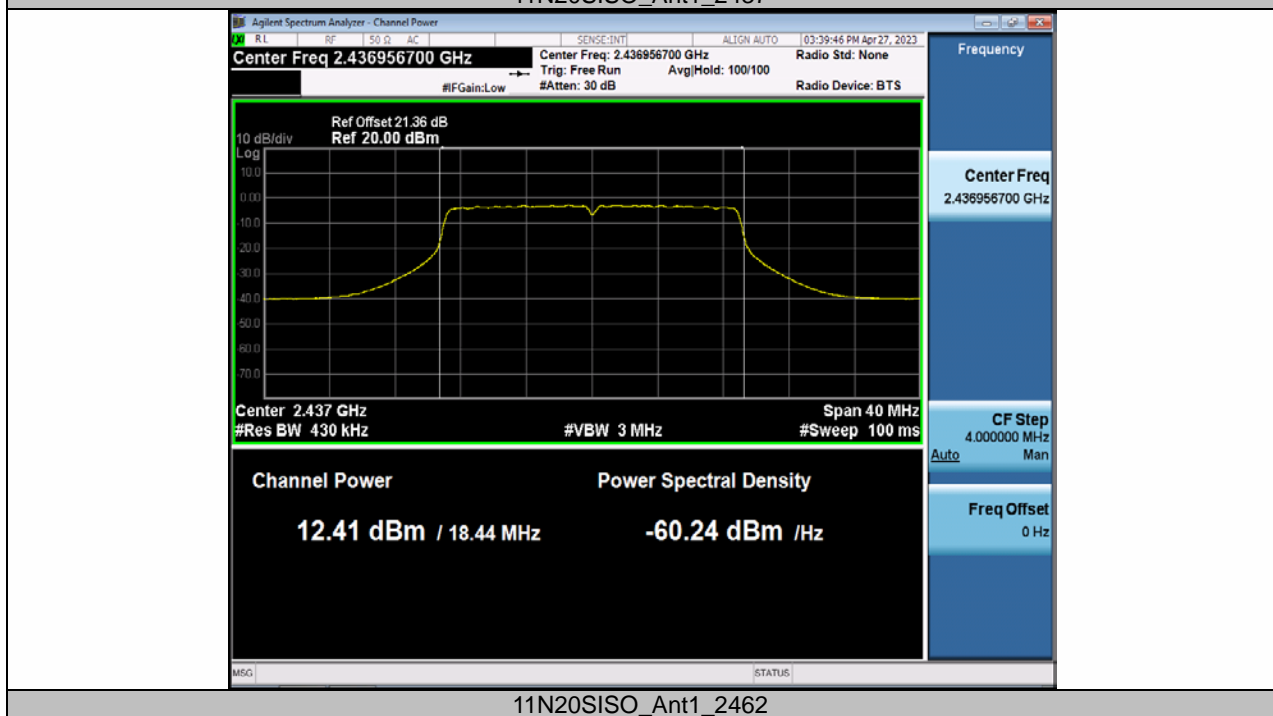 11N20SISO_Ant1_2437
Agilent Spectrum Analyzer - Channel Power
RL RF 50 Ω AC SENSE:INT ALIGN AUTO 03:39:46 PM Apr 27, 2023
Center Freq 2.436956700 GHz
Center Freq: 2.436956700 GHz
Radio Std: None
Trig: Free Run Avg|Hold: 100/100
#IFGain:Low
#Atten: 30 dB
Radio Device: BTS
Frequency
Ref Offset 21.36 dB
10 dB/div Ref 20.00 dBm
Log
10.0
0.00
-10.0
-20.0
-30.0
-40.0
-50.0
-60.0
-70.0
Center 2.437 GHz Span 40 MHz
#Res BW 430 kHz #VBW 3 MHz #Sweep 100 ms
Channel Power
12.41 dBm / 18.44 MHz
Power Spectral Density
-60.24 dBm /Hz
Center Freq
2.436956700 GHz
CF Step
4.000000 MHz
Auto Man
Freq Offset
0 Hz
MSG STATUS
11N20SISO_Ant1_2462